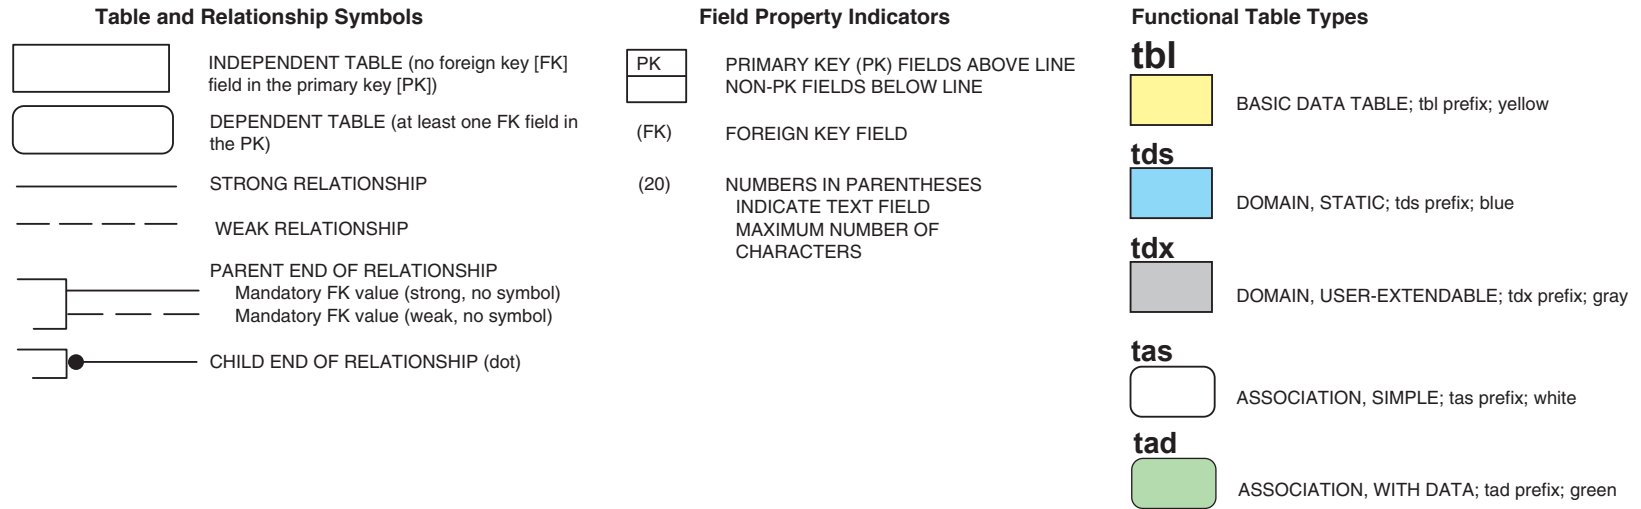 Table and Relationship Symbols
INDEPENDENT TABLE (no foreign key [FK]
field in the primary key [PK])
DEPENDENT TABLE (at least one FK field in
the PK)
STRONG RELATIONSHIP
WEAK RELATIONSHIP
PARENT END OF RELATIONSHIP
Mandatory FK value (strong, no symbol)
Mandatory FK value (weak, no symbol)
CHILD END OF RELATIONSHIP (dot)
Field Property Indicators
PK
PRIMARY KEY (PK) FIELDS ABOVE LINE
NON-PK FIELDS BELOW LINE
(FK)
FOREIGN KEY FIELD
(20)
NUMBERS IN PARENTHESES
INDICATE TEXT FIELD
MAXIMUM NUMBER OF
CHARACTERS
Functional Table Types
tbl
BASIC DATA TABLE; tbl prefix; yellow
tds
DOMAIN, STATIC; tds prefix; blue
tdx
DOMAIN, USER-EXTENDABLE; tdx prefix; gray
tas
ASSOCIATION, SIMPLE; tas prefix; white
tad
ASSOCIATION, WITH DATA; tad prefix; green